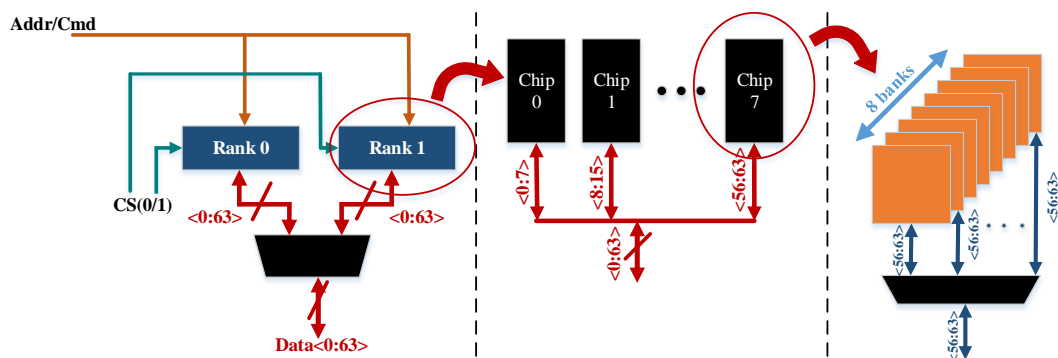 Addr/Cmd
Rank 0
Rank 1
CS(0/1)
<0:63>
<0:63>
Data<0:63>
Chip
0
Chip
1
Chip
7
<0:7>
<8:15>
<56:63>
<0:63>
8 banks
<56:63>
<56:63>
<56:63>
<56:63>